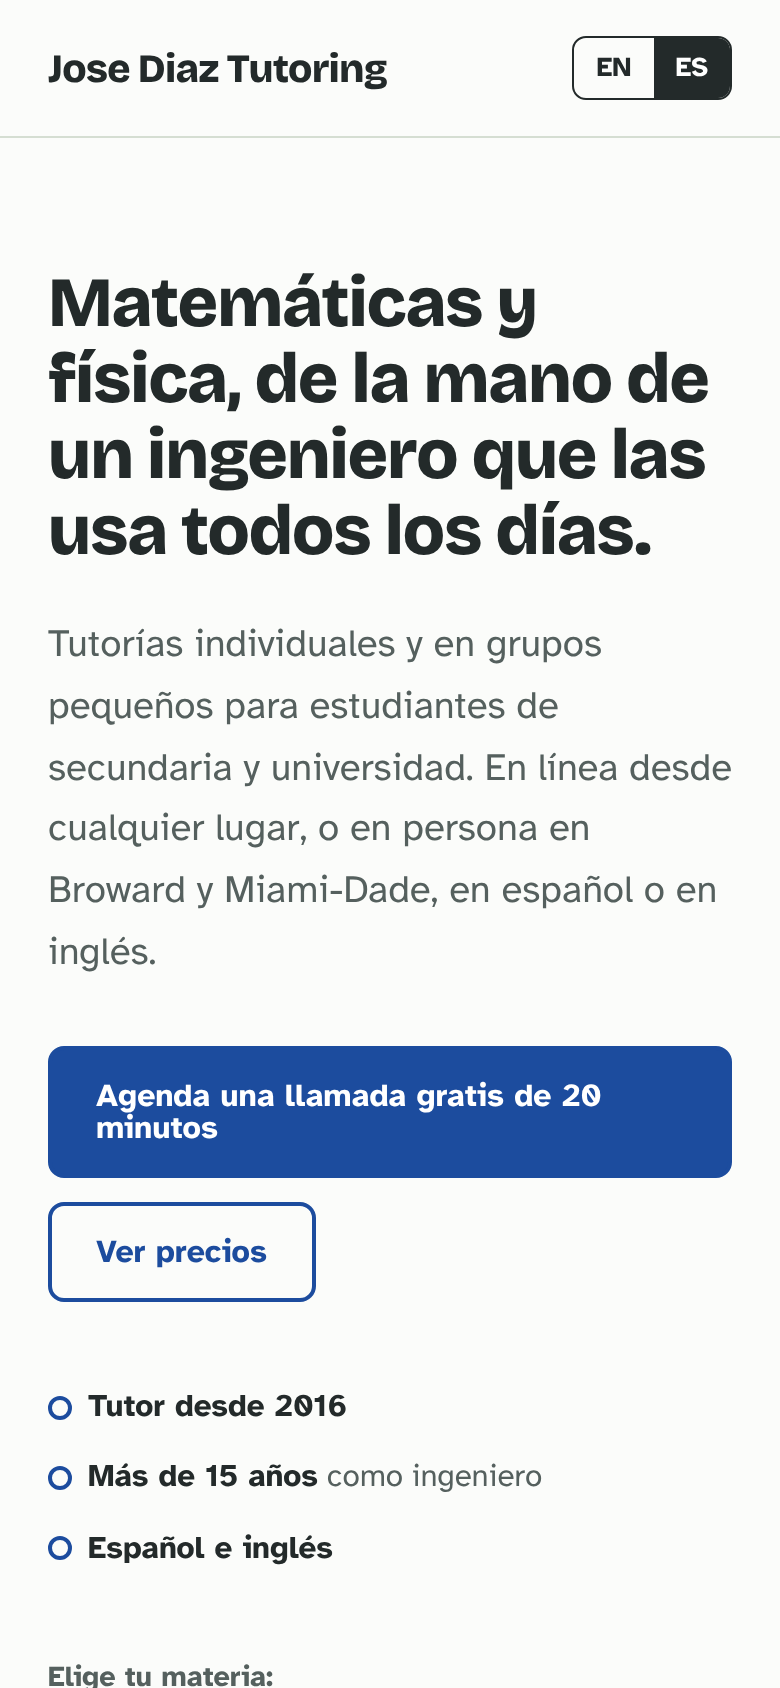 Jose Diaz Tutoring
EN ES
Matemáticas y
física, de la mano de
un ingeniero que las
usa todos los días.
Tutorías individuales y en grupos
pequeños para estudiantes de
secundaria y universidad. En línea desde
cualquier lugar, o en persona en
Broward y Miami-Dade, en español o en
inglés.
Agenda una llamada gratis de 20
minutos
Ver precios
Tutor desde 2016
Más de 15 años como ingeniero
Español e inglés
Elige tu materia: